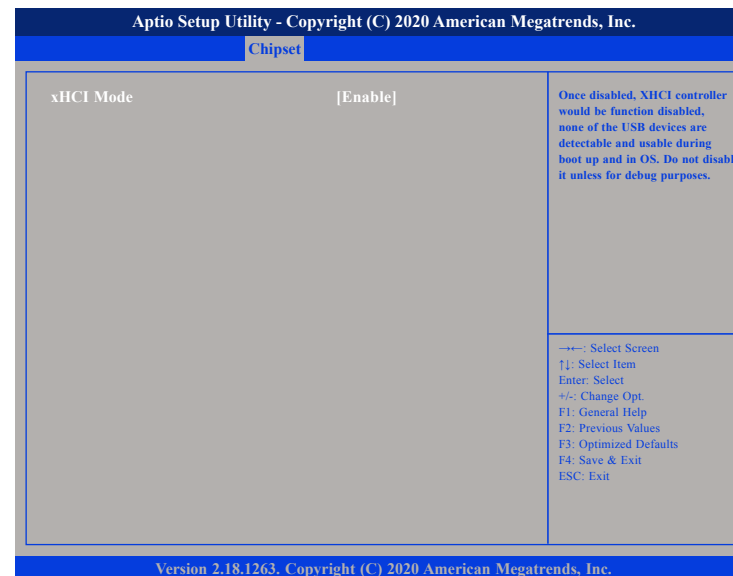 Aptio Setup Utility - Copyright (C) 2020 American Megatrends, Inc.
Chipset
xHCI Mode [Enable]
Once disabled, XHCI controller
would be function disabled,
none of the USB devices are
detectable and usable during
boot up and in OS. Do not disabl
it unless for debug purposes.
→←: Select Screen
↑↓: Select Item
Enter: Select
+/-: Change Opt.
F1: General Help
F2: Previous Values
F3: Optimized Defaults
F4: Save & Exit
ESC: Exit
Version 2.18.1263. Copyright (C) 2020 American Megatrends, Inc.